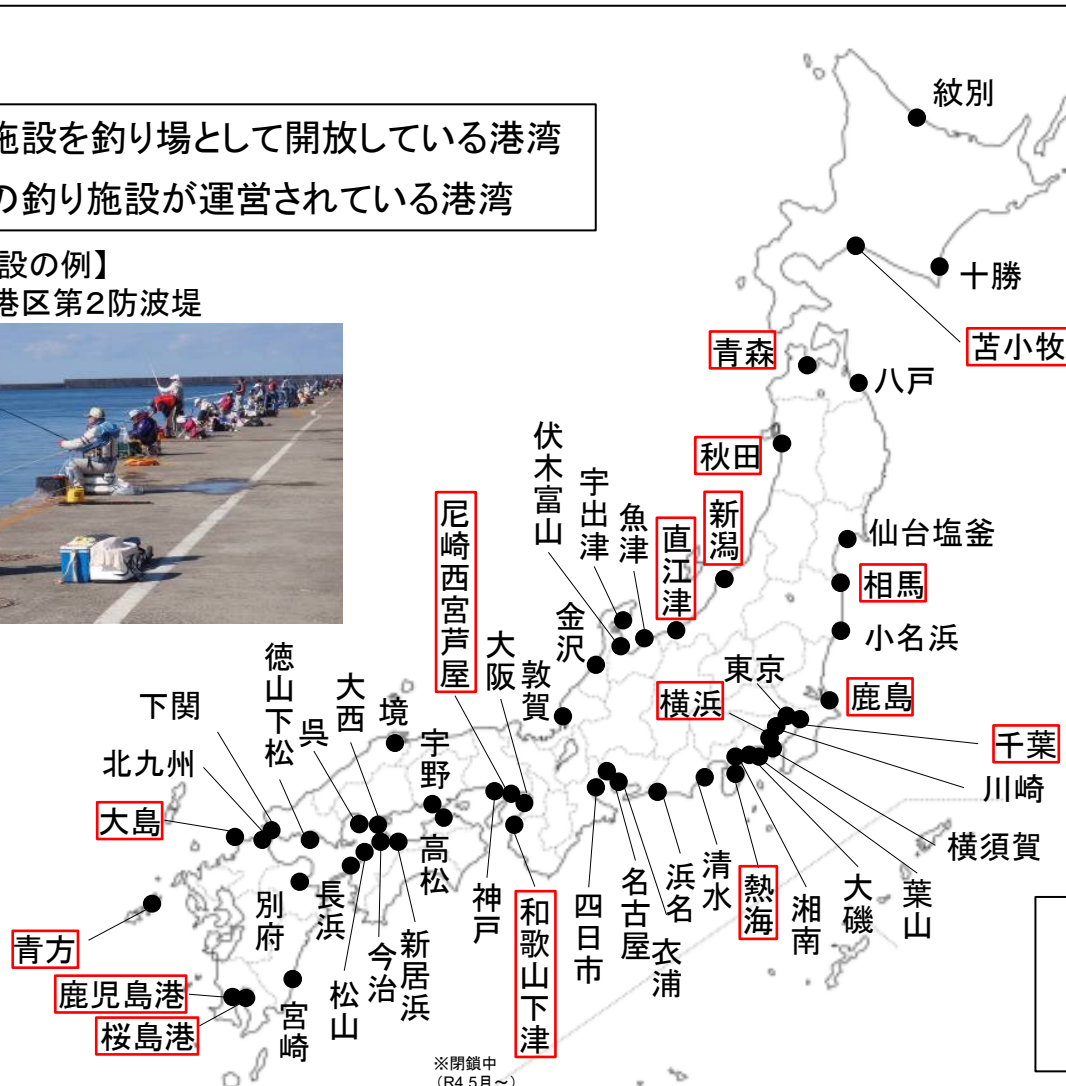 施設を釣り場として開放している港湾
の釣り施設が運営されている港湾
設の例】
港区第2防波堤
紋別
十勝
苫小牧
青森
八戸
秋田
仙台塩釜
相馬
小名浜
鹿島
新潟
直江津
魚津
宇出津
伏木富山
金沢
敦賀
大阪
尼崎西宮芦屋
東京
横浜
千葉
川崎
横須賀
葉山
大磯
湘南
熱海
清水
浜名
衣浦
名古屋
四日市
和歌山下津
神戸
高松
宇野
境
大西
呉
徳山下松
下関
北九州
大島
新居浜
今治
松山
長浜
別府
宮崎
青方
鹿児島港
桜島港
※閉鎖中
(R4.5月~)